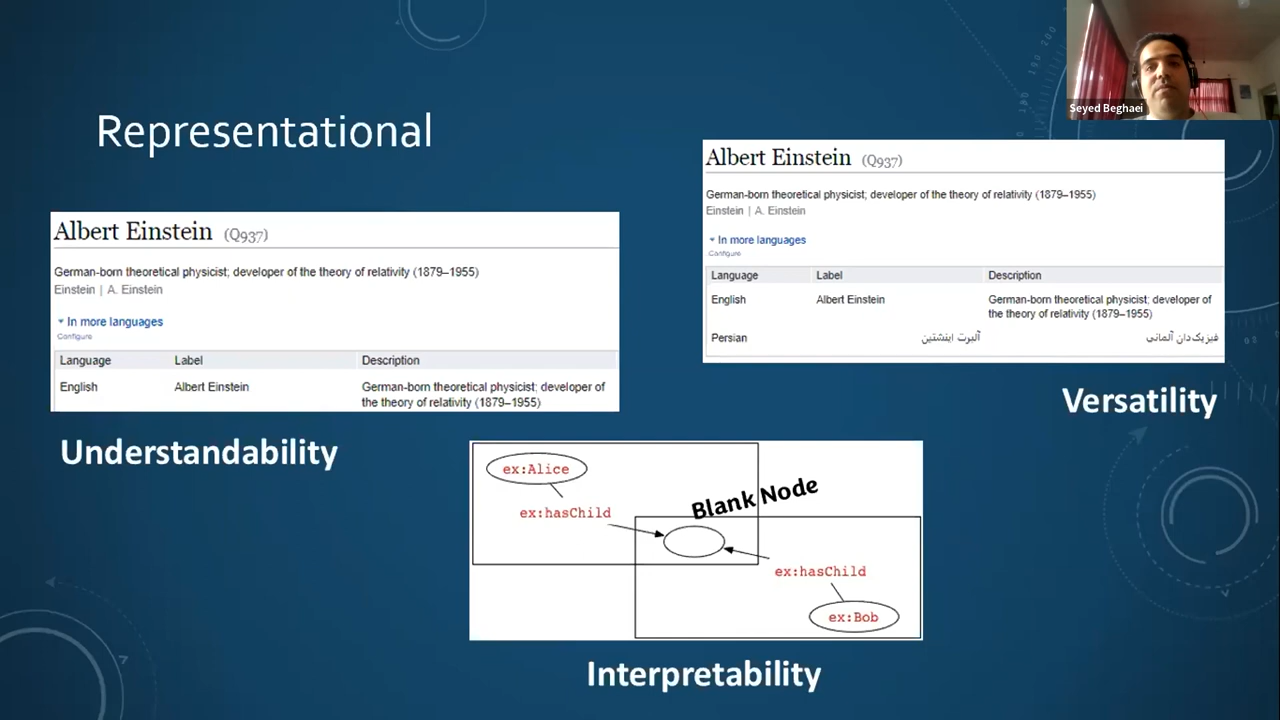 Seyed Beghaei
Representational
Albert Einstein (Q937)
German-born theoretical physicist; developer of the theory of relativity (1879–1955)
Einstein | A. Einstein
In more languages
Configure
Language Label Description
English Albert Einstein German-born theoretical physicist; developer of
the theory of relativity (1879–1955)
Understandability
Albert Einstein (Q937)
German-born theoretical physicist; developer of the theory of relativity (1879–1955)
Einstein | A. Einstein
In more languages
Configure
Language Label Description
English Albert Einstein German-born theoretical physicist; developer of
the theory of relativity (1879–1955)
Persian آلبرت اینشتین فیزیک‌دان آلمانی
Versatility
ex:Alice
Blank Node
ex:hasChild
ex:hasChild
ex:Bob
Interpretability